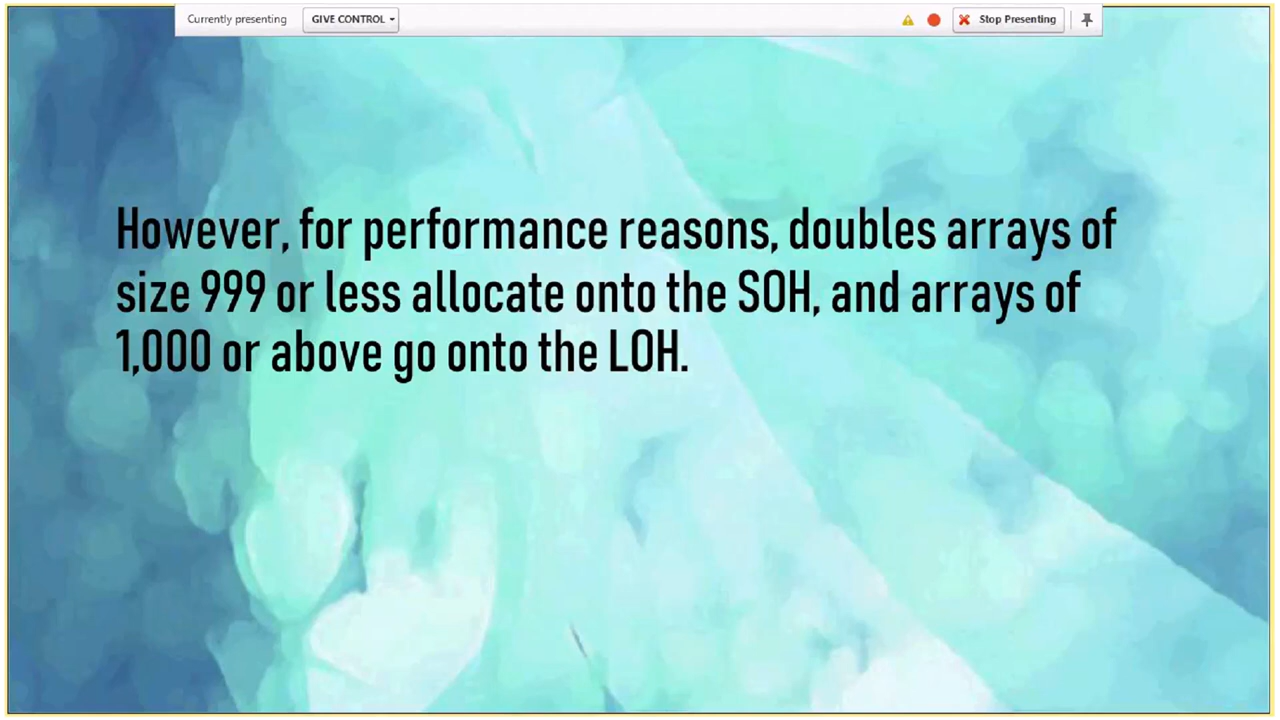 Currently presenting GIVE CONTROL Stop Presenting
However, for performance reasons, doubles arrays of
size 999 or less allocate onto the SOH, and arrays of
1,000 or above go onto the LOH.